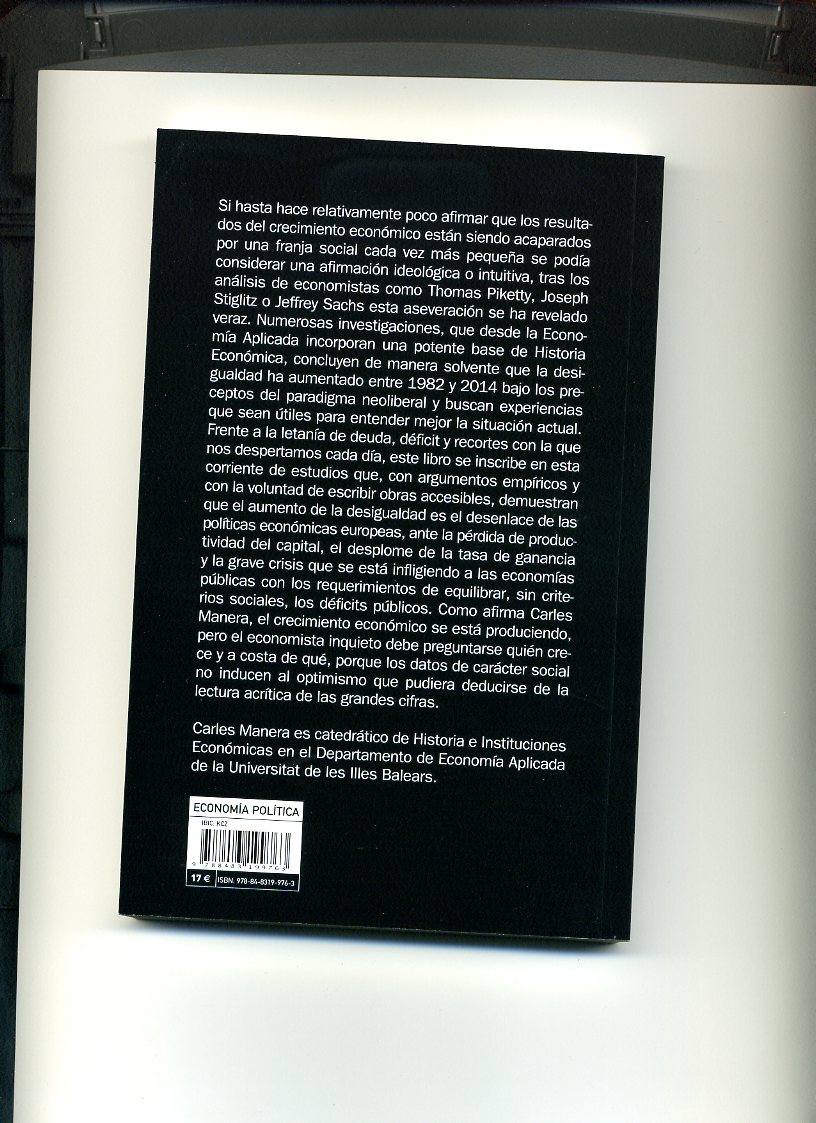 Si hasta hace relativamente poco afirmar que los resulta-
dos del crecimiento económico están siendo acaparados
por una franja social cada vez más pequeña se podía
considerar una afirmación ideológica o intuitiva, tras los
análisis de economistas como Thomas Piketty, Joseph
Stiglitz o Jeffrey Sachs esta aseveración se ha revelado
veraz. Numerosas investigaciones, que desde la Econo-
mía Aplicada incorporan una potente base de Historia
Económica, concluyen de manera solvente que la desi-
gualdad ha aumentado entre 1982 y 2014 bajo los pre-
ceptos del paradigma neoliberal y buscan experiencias
que sean útiles para entender mejor la situación actual.
Frente a la letanía de deuda, déficit y recortes con la que
nos despertamos cada día, este libro se inscribe en esta
corriente de estudios que, con argumentos empíricos y
con la voluntad de escribir obras accesibles, demuestran
que el aumento de la desigualdad es el desenlace de las
políticas económicas europeas, ante la pérdida de produc-
tividad del capital, el desplome de la tasa de ganancia
y la grave crisis que se está infligiendo a las economías
públicas con los requerimientos de equilibrar, sin crite-
rios sociales, los déficits públicos. Como afirma Carles
Manera, el crecimiento económico se está produciendo,
pero el economista inquieto debe preguntarse quién cre-
ce y a costa de qué, porque los datos de carácter social
no inducen al optimismo que pudiera deducirse de la
lectura acrítica de las grandes cifras.
Carles Manera es catedrático de Historia e Instituciones
Económicas en el Departamento de Economía Aplicada
de la Universitat de les Illes Balears.
ECONOMÍA POLÍTICA
IBIC: KCZ
9 788483 199763
17 € ISBN: 978-84-8319-976-3